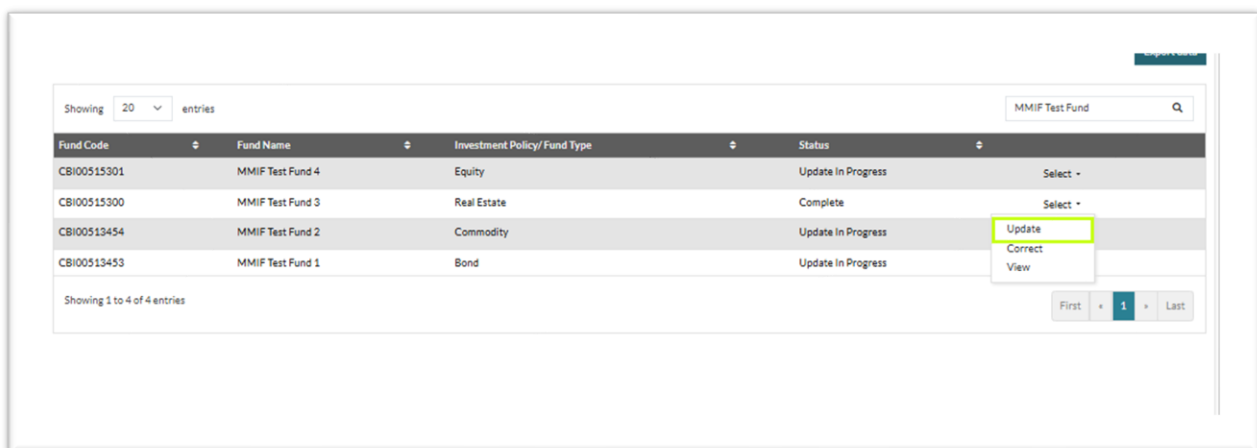 Export data
Showing 20 entries MMIF Test Fund
Fund Code Fund Name Investment Policy/ Fund Type Status
CBI00515301 MMIF Test Fund 4 Equity Update In Progress Select
CBI00515300 MMIF Test Fund 3 Real Estate Complete Select
CBI00513454 MMIF Test Fund 2 Commodity Update In Progress Update
Correct
CBI00513453 MMIF Test Fund 1 Bond Update In Progress View
Showing 1 to 4 of 4 entries First « 1 » Last